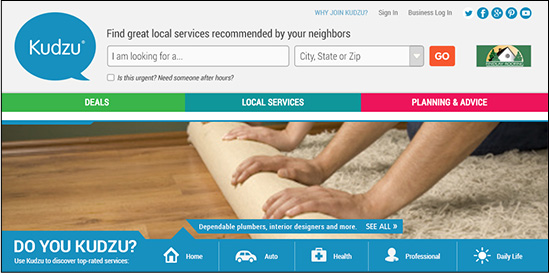 WHY JOIN KUDZU? Sign In Business Log In
Kudzu®
Find great local services recommended by your neighbors
I am looking for a... City, State or Zip GO
Is this urgent? Need someone after hours?
DEALS LOCAL SERVICES PLANNING & ADVICE
Dependable plumbers, interior designers and more. SEE ALL »
DO YOU KUDZU?
Use Kudzu to discover top-rated services:
Home Auto Health Professional Daily Life